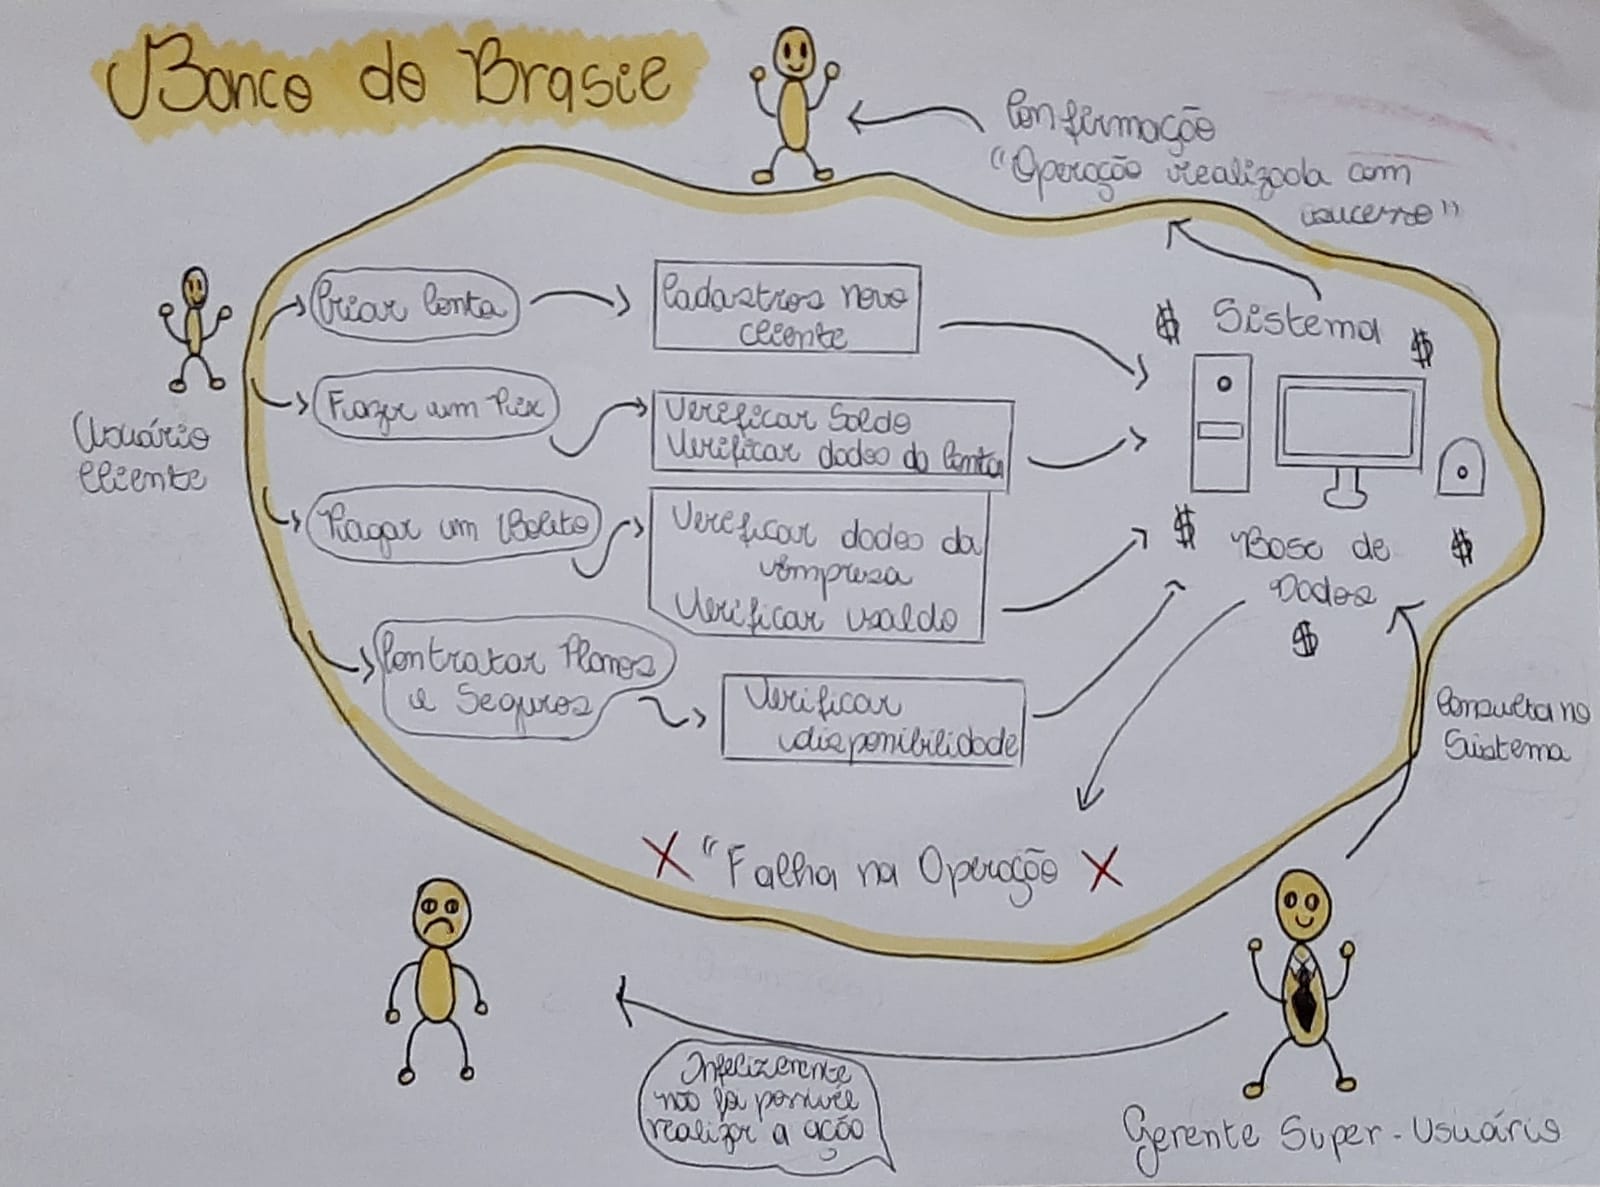 Banco do Brasil
Confirmação
"Operação realizada com
sucesso"
Usuário
Cliente
Criar Conta
Cadastros novo
cliente
Fazer um Pix
Verificar Saldo
Verificar dados da Conta
Pagar um Boleto
Verificar dados da
empresa
Verificar saldo
Contratar Planos
e Seguros
Verificar
disponibilidade
$ Sistema $
$ Base de $
Dados
$
Consulta no
Sistema
X "Falha na Operação X
Infelizmente
não foi possível
realizar a ação
Gerente Super-Usuário